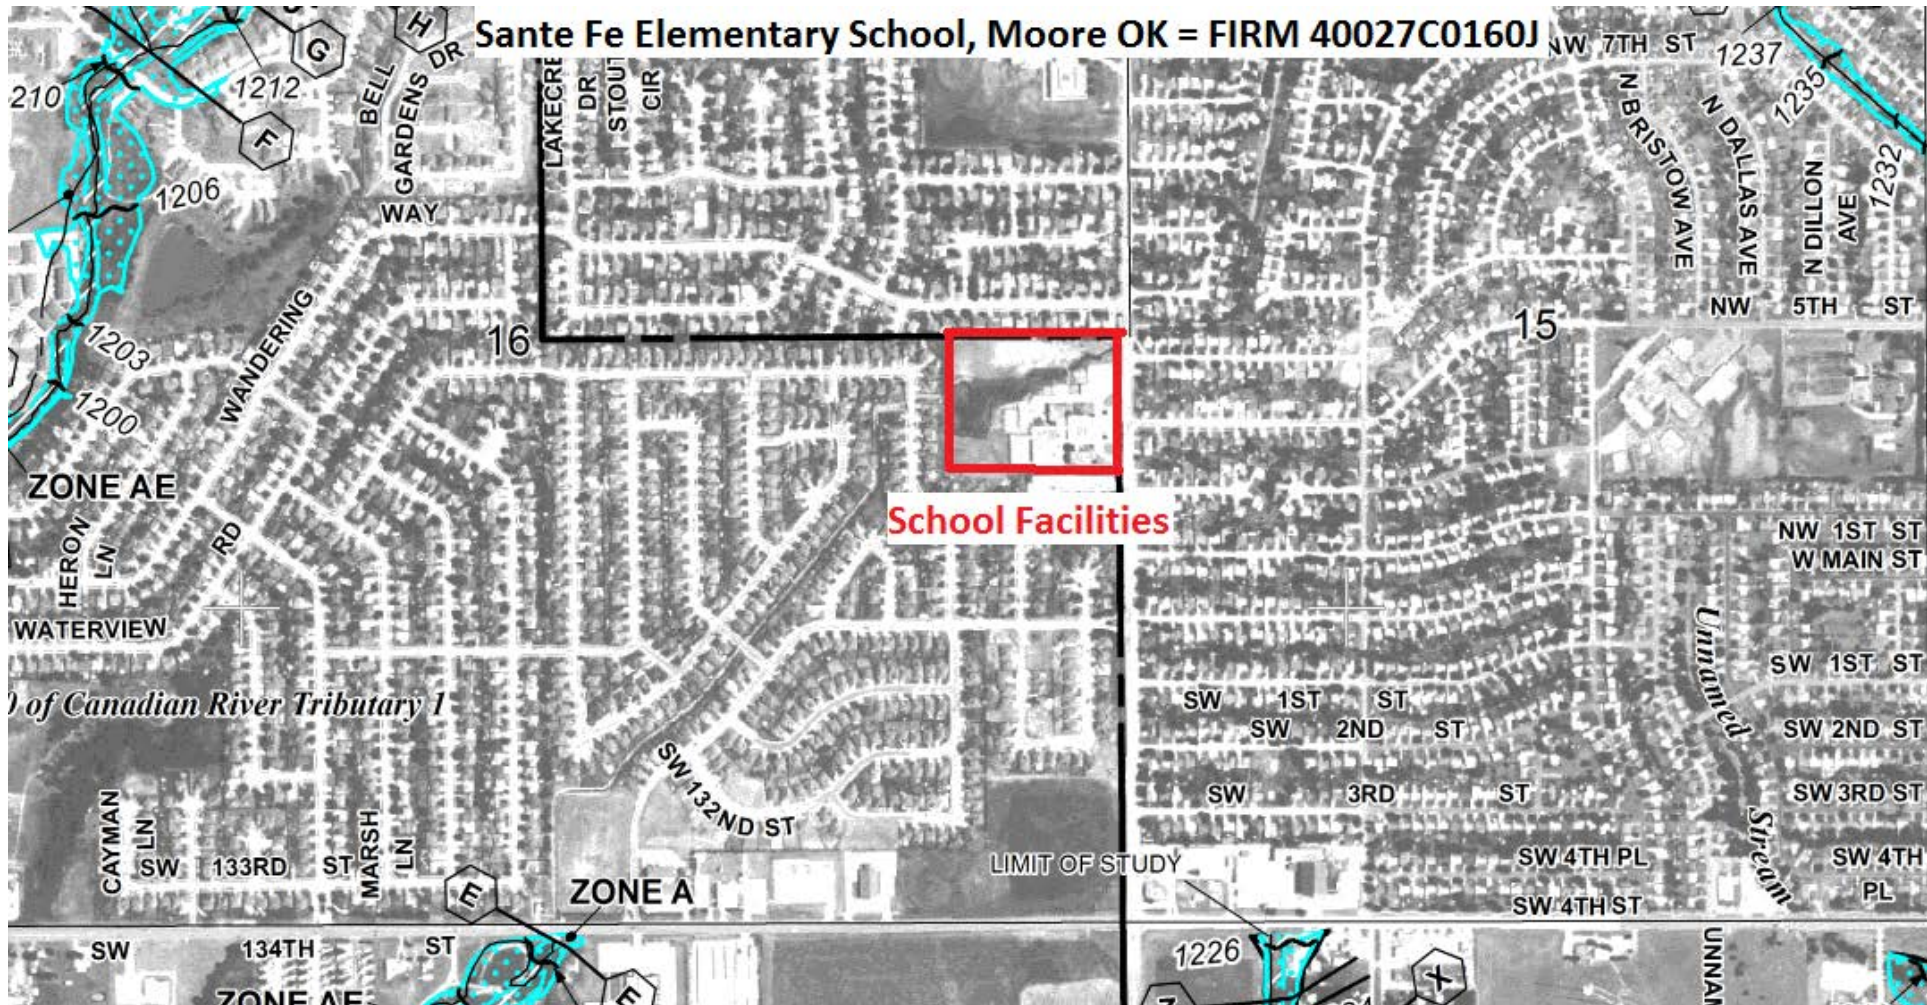 Sante Fe Elementary School, Moore OK = FIRM 40027C0160J
H
G
BELL
GARDENS DR
1212
210
F
1206
WAY
DR
STOUT
CIR
NW 7TH ST
1237
1235
1232
N BRISTOW AVE
N DALLAS AVE
N DILLON
AVE
NW 5TH ST
16
15
1203
1200
WANDERING
RD
ZONE AE
HERON
LN
WATERVIEW
School Facilities
NW 1ST ST
W MAIN ST
SW 1ST ST
SW 2ND ST
SW 3RD ST
SW 4TH
PL
Unnamed
Stream
of Canadian River Tributary 1
SW 1ST ST
SW 2ND ST
SW 3RD ST
SW 4TH PL
SW 4TH ST
SW 132ND ST
CAYMAN
LN
SW 133RD ST
MARSH
LN
LIMIT OF STUDY
E
ZONE A
SW 134TH ST
ZONE AE
E
1226
X